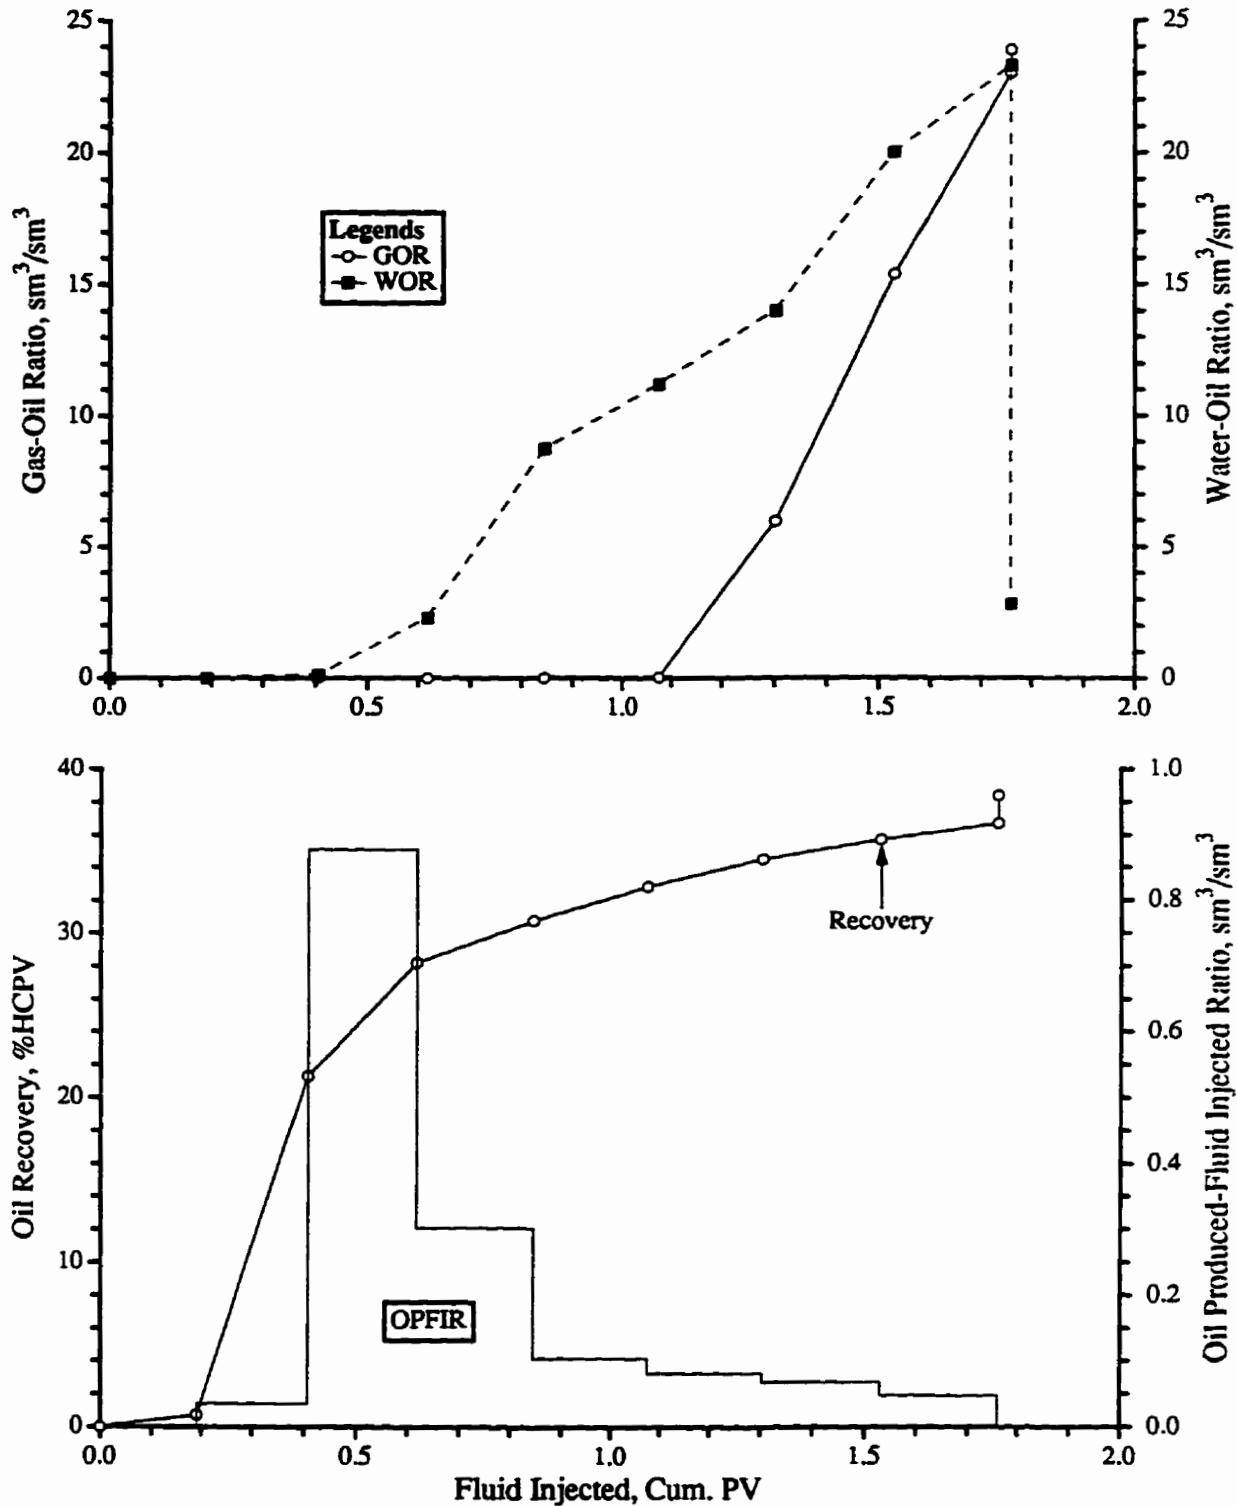 25
20
15
10
5
0
Gas-Oil Ratio, sm³/sm³
Legends
GOR
WOR
25
20
15
10
5
0
Water-Oil Ratio, sm³/sm³
0.0 0.5 1.0 1.5 2.0
40
30
20
10
0
Oil Recovery, %HCPV
Recovery
OPFIR
1.0
0.8
0.6
0.4
0.2
0.0
Oil Produced-Fluid Injected Ratio, sm³/sm³
0.0 0.5 1.0 1.5 2.0
Fluid Injected, Cum. PV